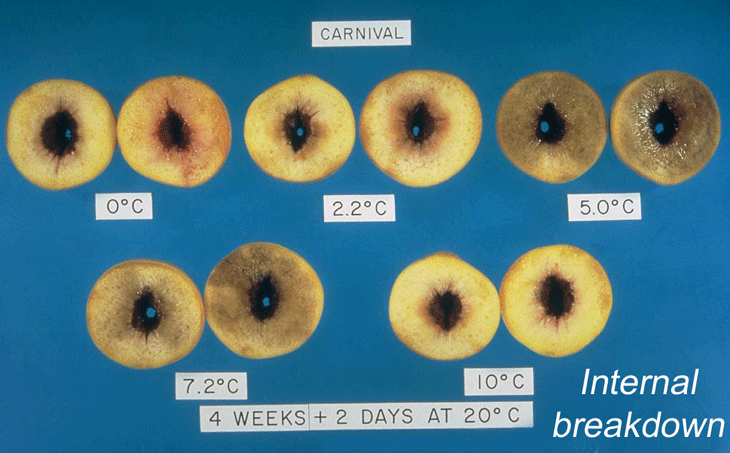 CARNIVAL
0°C
2.2°C
5.0°C
7.2°C
10°C
4 WEEKS + 2 DAYS AT 20°C
Internal
breakdown